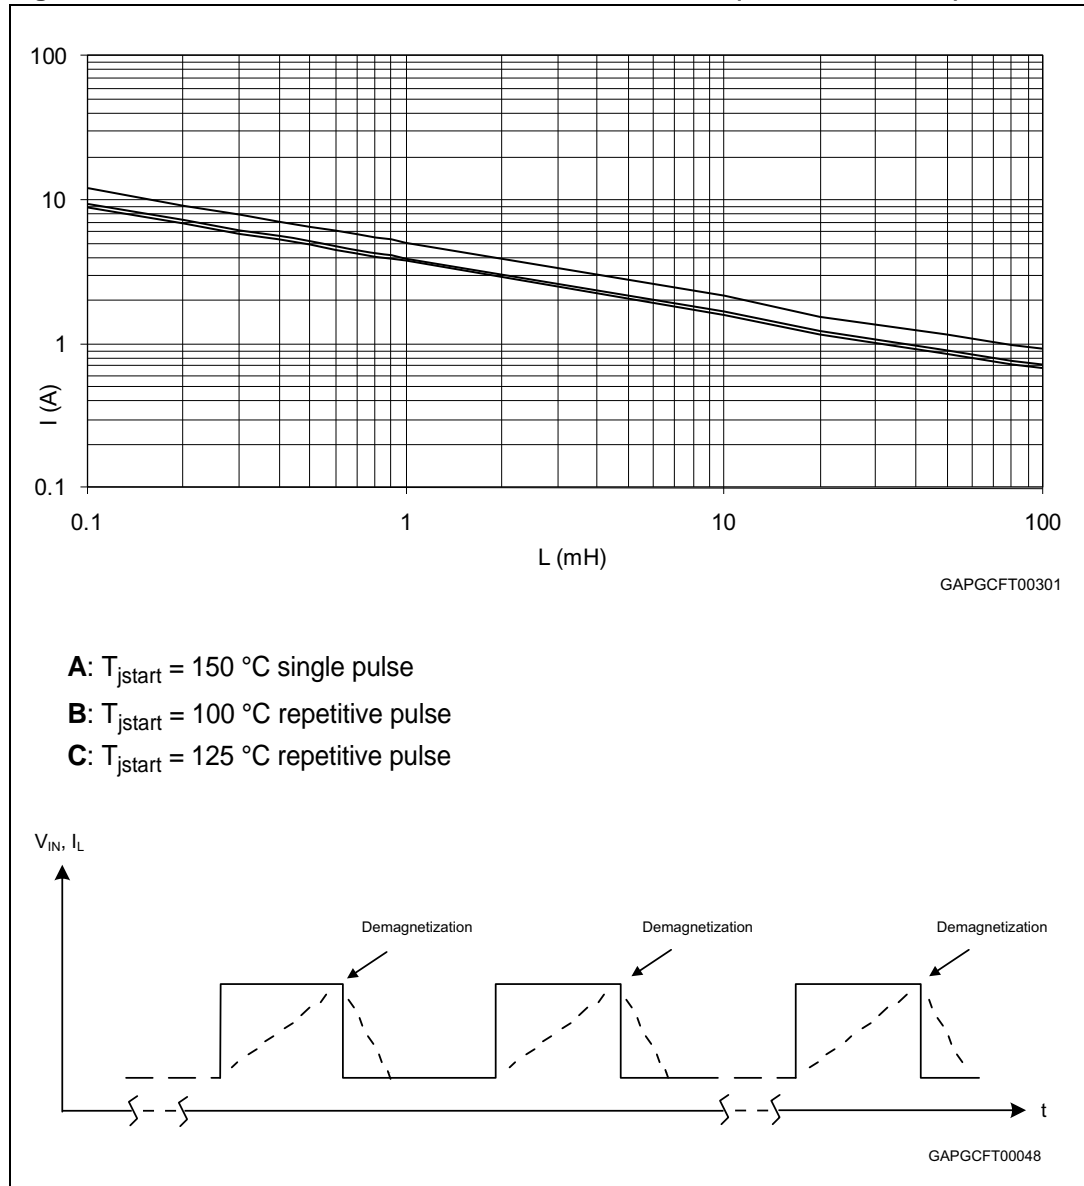 100
10
1
0.1
I (A)
0.1 1 10 100
L (mH)
GAPGCFT00301
A: Tjstart = 150 °C single pulse
B: Tjstart = 100 °C repetitive pulse
C: Tjstart = 125 °C repetitive pulse
VIN, IL
Demagnetization Demagnetization Demagnetization
t
GAPGCFT00048